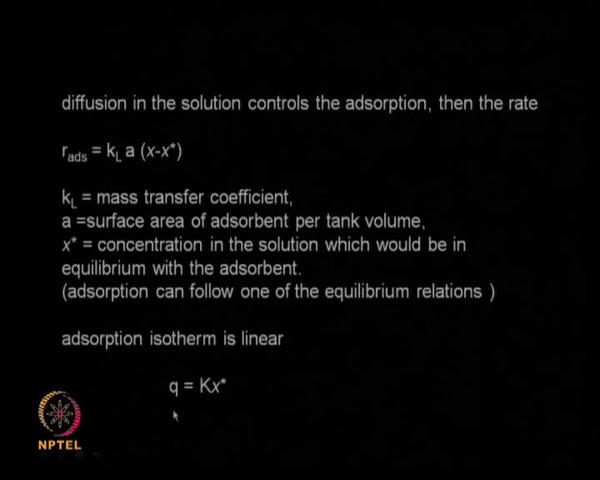 diffusion in the solution controls the adsorption, then the rate
r_ads = k_L a (x-x*)
k_L = mass transfer coefficient,
a =surface area of adsorbent per tank volume,
x* = concentration in the solution which would be in
equilibrium with the adsorbent.
(adsorption can follow one of the equilibrium relations )
adsorption isotherm is linear
q = Kx*
NPTEL